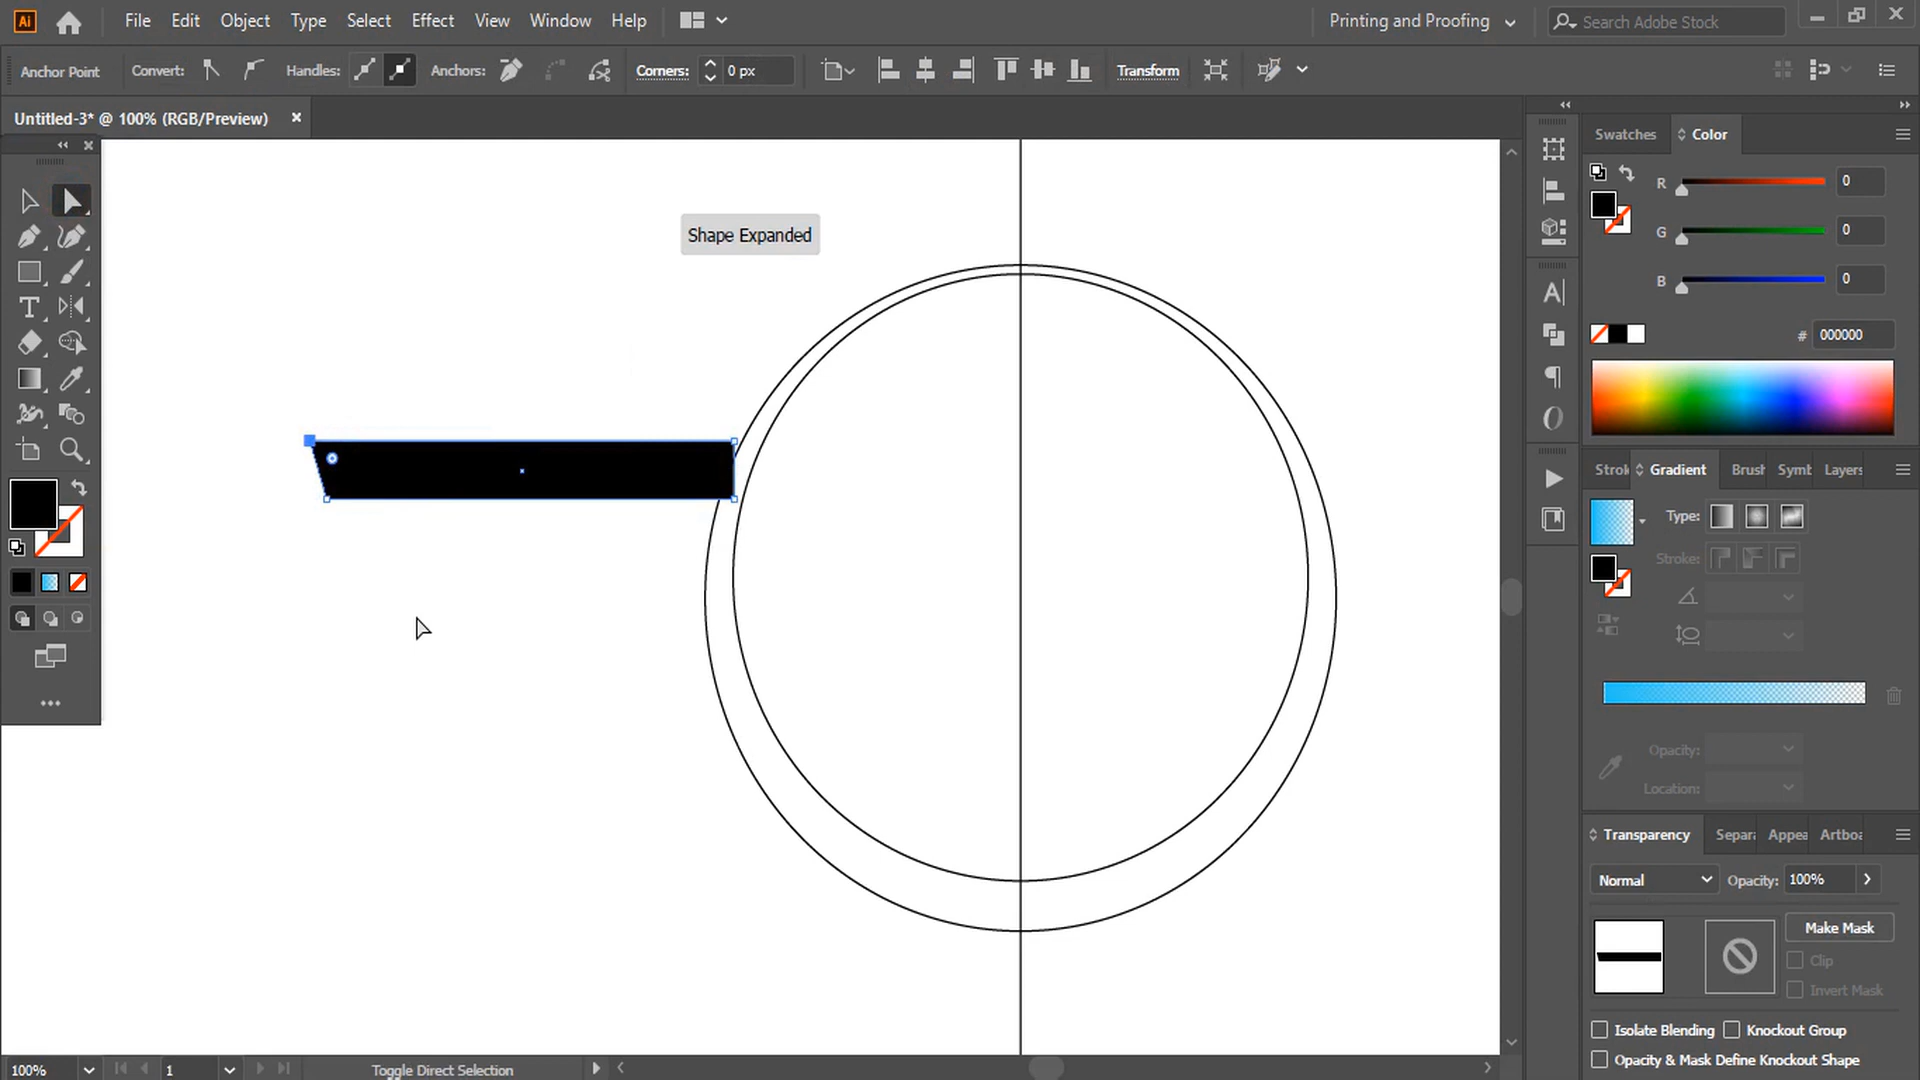 Ai File Edit Object Type Select Effect View Window Help Printing and Proofing Search Adobe Stock
Anchor Point Convert: Handles: Anchors: Corners: 0 px Transform
Untitled-3* @ 100% (RGB/Preview)
Swatches Color
R 0
Shape Expanded
G 0
B 0
# 000000
Strok Gradient Brush Symb Layers
Type:
Stroke:
Opacity:
Location:
Transparency Separa Appea Artboa
Normal Opacity: 100%
Make Mask
Clip
Invert Mask
Isolate Blending Knockout Group
Opacity & Mask Define Knockout Shape
100% 1 Toggle Direct Selection